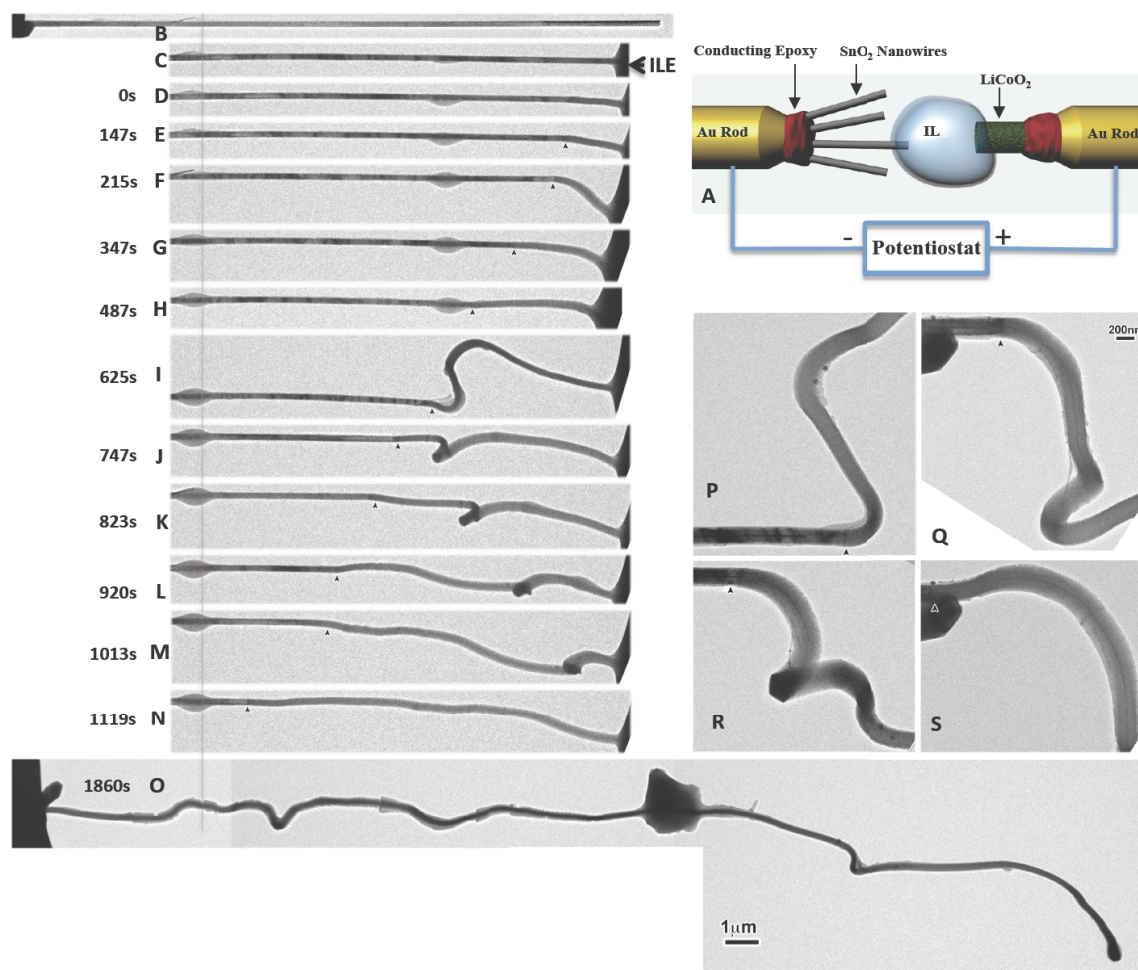 B
C
ILE
0s D
147s E
215s F
347s G
487s H
625s I
747s J
823s K
920s L
1013s M
1119s N
1860s O
1μm
Conducting Epoxy
SnO₂ Nanowires
LiCoO₂
Au Rod
IL
Au Rod
A
- Potentiostat +
P
200nm
Q
R
S